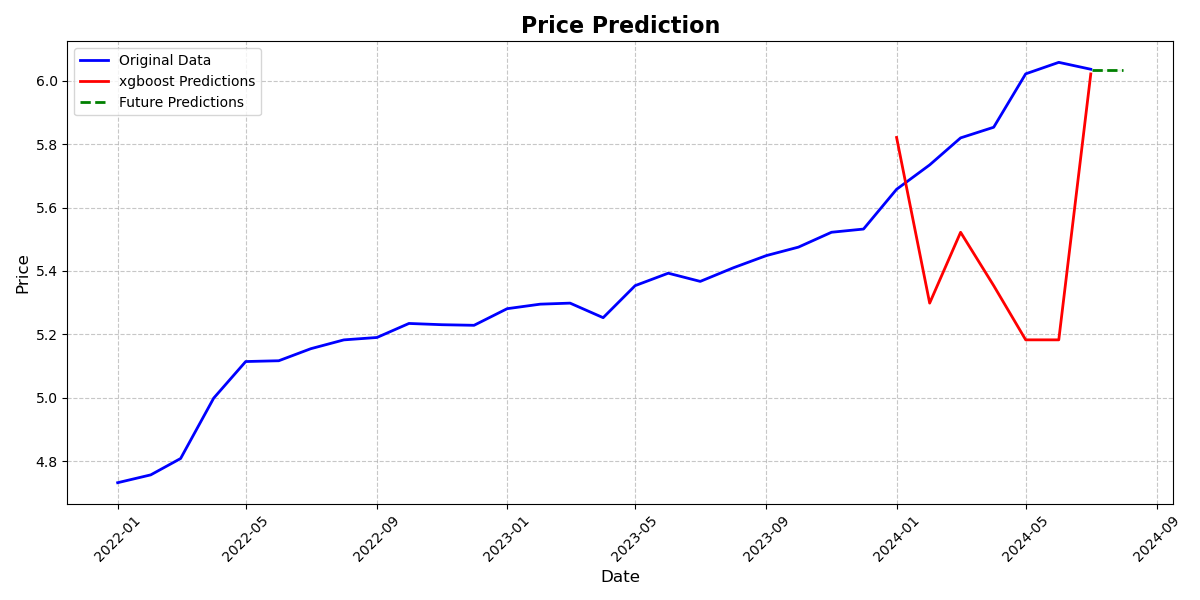 Price Prediction
Original Data
xgboost Predictions
Future Predictions
Price
6.0
5.8
5.6
5.4
5.2
5.0
4.8
2022-01
2022-05
2022-09
2023-01
2023-05
2023-09
2024-01
2024-05
2024-09
Date